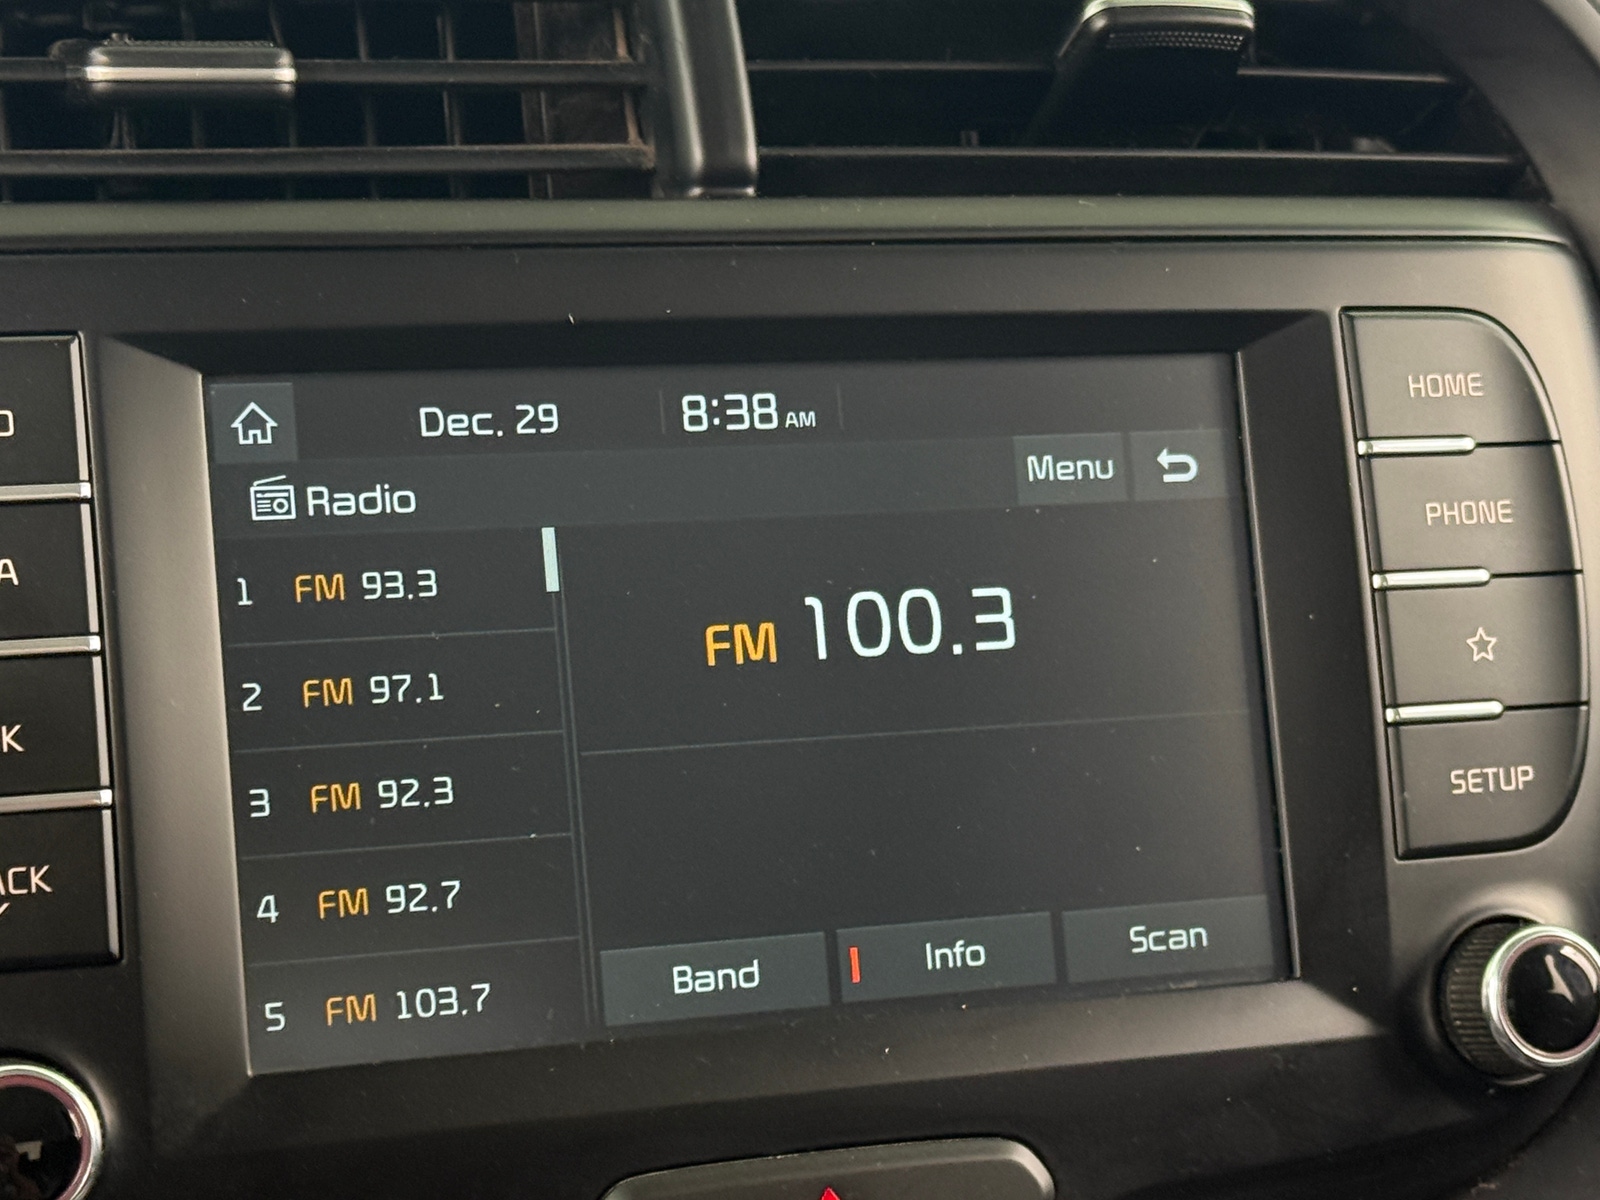 Dec. 29 8:38 AM
Radio
Menu
1 FM 93.3
2 FM 97.1
3 FM 92.3
4 FM 92.7
5 FM 103.7
FM 100.3
Band
Info
Scan
HOME
PHONE
SETUP